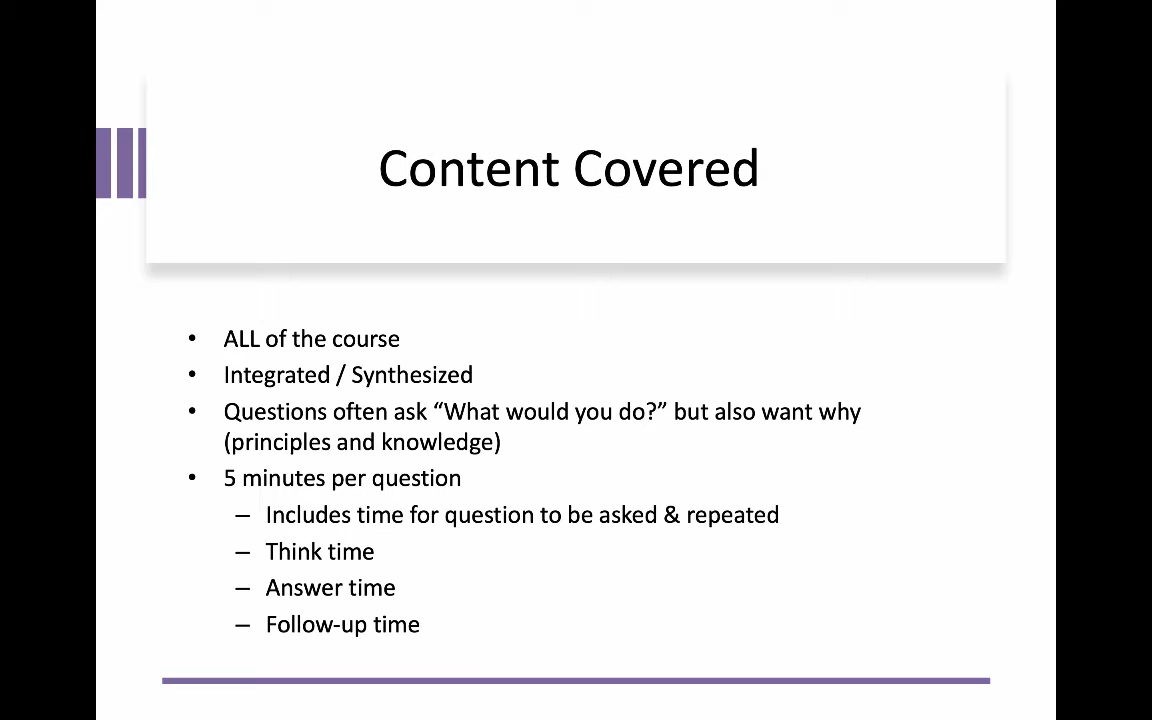 Content Covered
• ALL of the course
• Integrated / Synthesized
• Questions often ask “What would you do?” but also want why
(principles and knowledge)
• 5 minutes per question
– Includes time for question to be asked & repeated
– Think time
– Answer time
– Follow-up time